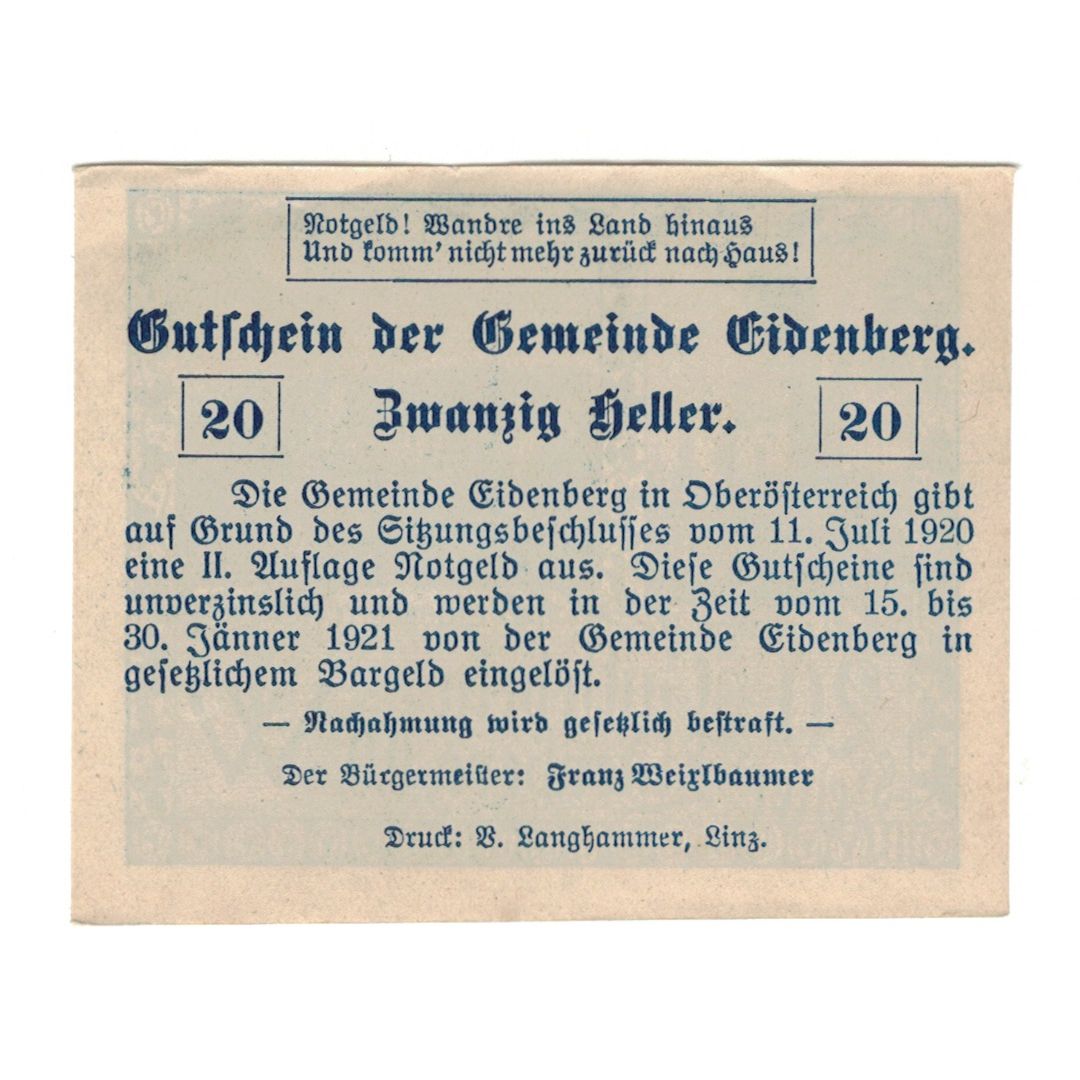 Notgeld! Wandre ins Land hinaus
Und komm' nicht mehr zurück nach Haus!
Gutschein der Gemeinde Eidenberg.
20 Zwanzig Heller. 20
Die Gemeinde Eidenberg in Oberösterreich gibt
auf Grund des Sitzungsbeschlusses vom 11. Juli 1920
eine II. Auflage Notgeld aus. Diese Gutscheine sind
unverzinslich und werden in der Zeit vom 15. bis
30. Jänner 1921 von der Gemeinde Eidenberg in
gesetzlichem Bargeld eingelöst.
— Nachahmung wird gesetzlich bestraft. —
Der Bürgermeister: Franz Weixlbaumer
Druck: V. Langhammer, Linz.